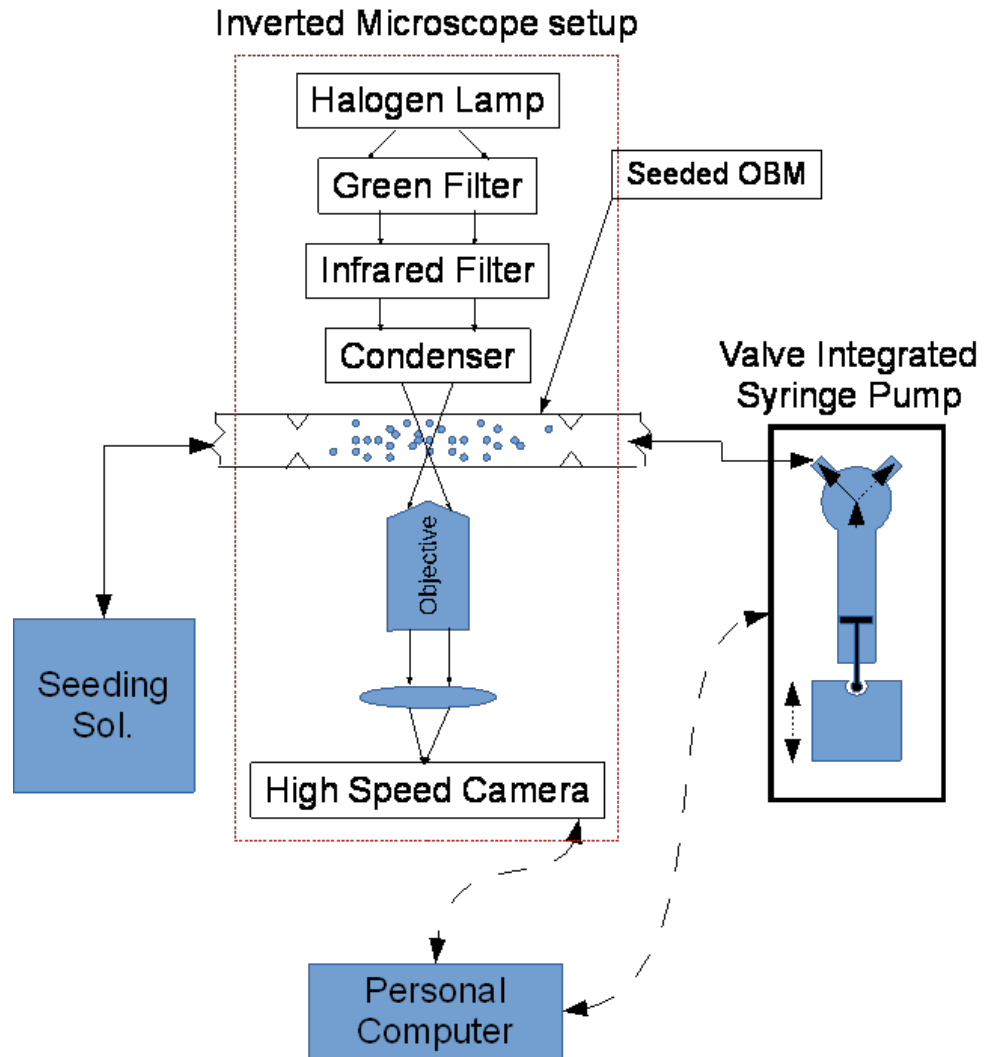 Inverted Microscope setup
Halogen Lamp
Green Filter
Seeded OBM
Infrared Filter
Condenser
Valve Integrated
Syringe Pump
Objective
Seeding
Sol.
High Speed Camera
Personal
Computer